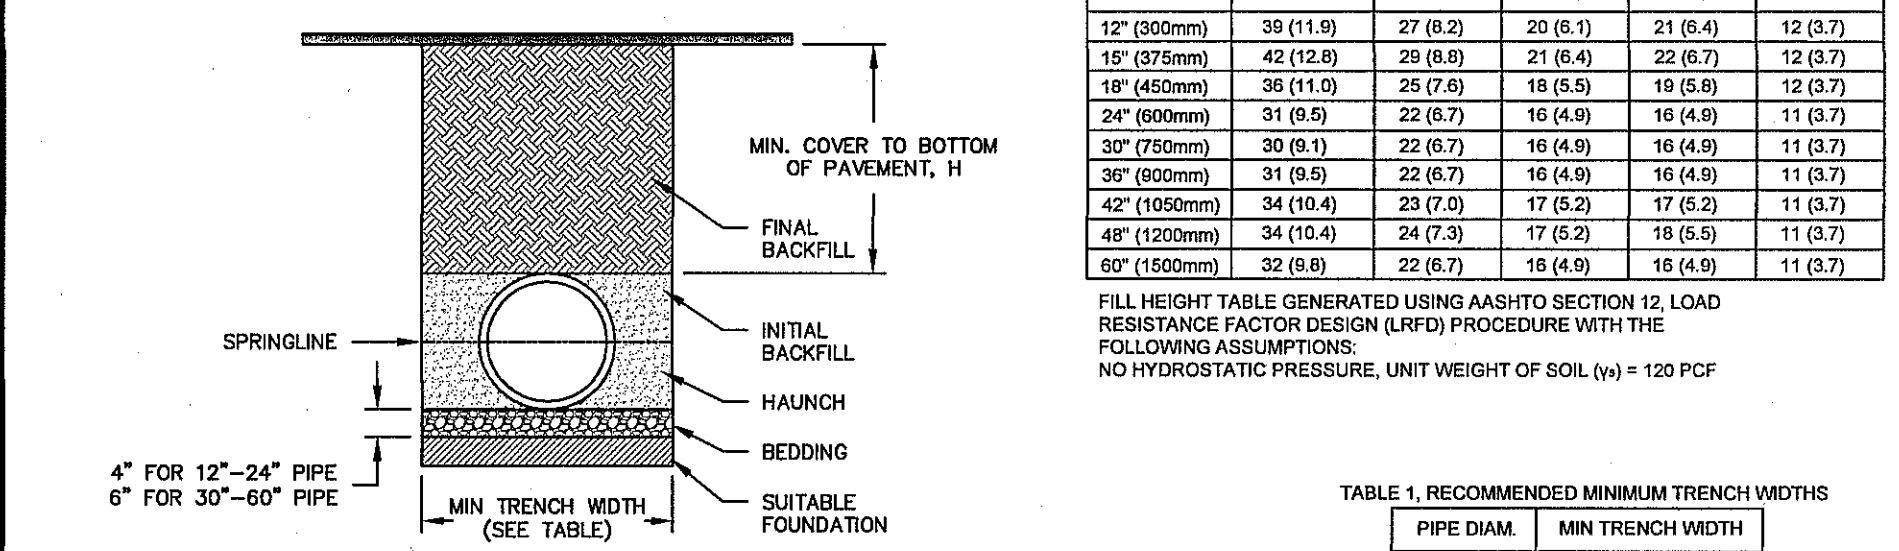 MIN. COVER TO BOTTOM
OF PAVEMENT, H
FINAL
BACKFILL
SPRINGLINE
INITIAL
BACKFILL
HAUNCH
BEDDING
4" FOR 12"-24" PIPE
6" FOR 30"-60" PIPE
MIN TRENCH WIDTH
(SEE TABLE)
SUITABLE
FOUNDATION
12" (300mm) 39 (11.9) 27 (8.2) 20 (6.1) 21 (6.4) 12 (3.7)
15" (375mm) 42 (12.8) 29 (8.8) 21 (6.4) 22 (6.7) 12 (3.7)
18" (450mm) 36 (11.0) 25 (7.6) 18 (5.5) 19 (5.8) 12 (3.7)
24" (600mm) 31 (9.5) 22 (6.7) 16 (4.9) 16 (4.9) 11 (3.7)
30" (750mm) 30 (9.1) 22 (6.7) 16 (4.9) 16 (4.9) 11 (3.7)
36" (900mm) 31 (9.5) 22 (6.7) 16 (4.9) 16 (4.9) 11 (3.7)
42" (1050mm) 34 (10.4) 23 (7.0) 17 (5.2) 17 (5.2) 11 (3.7)
48" (1200mm) 34 (10.4) 24 (7.3) 17 (5.2) 18 (5.5) 11 (3.7)
60" (1500mm) 32 (9.8) 22 (6.7) 16 (4.9) 16 (4.9) 11 (3.7)
FILL HEIGHT TABLE GENERATED USING AASHTO SECTION 12, LOAD
RESISTANCE FACTOR DESIGN (LRFD) PROCEDURE WITH THE
FOLLOWING ASSUMPTIONS:
NO HYDROSTATIC PRESSURE, UNIT WEIGHT OF SOIL (γs) = 120 PCF
TABLE 1, RECOMMENDED MINIMUM TRENCH WIDTHS
PIPE DIAM. MIN TRENCH WIDTH